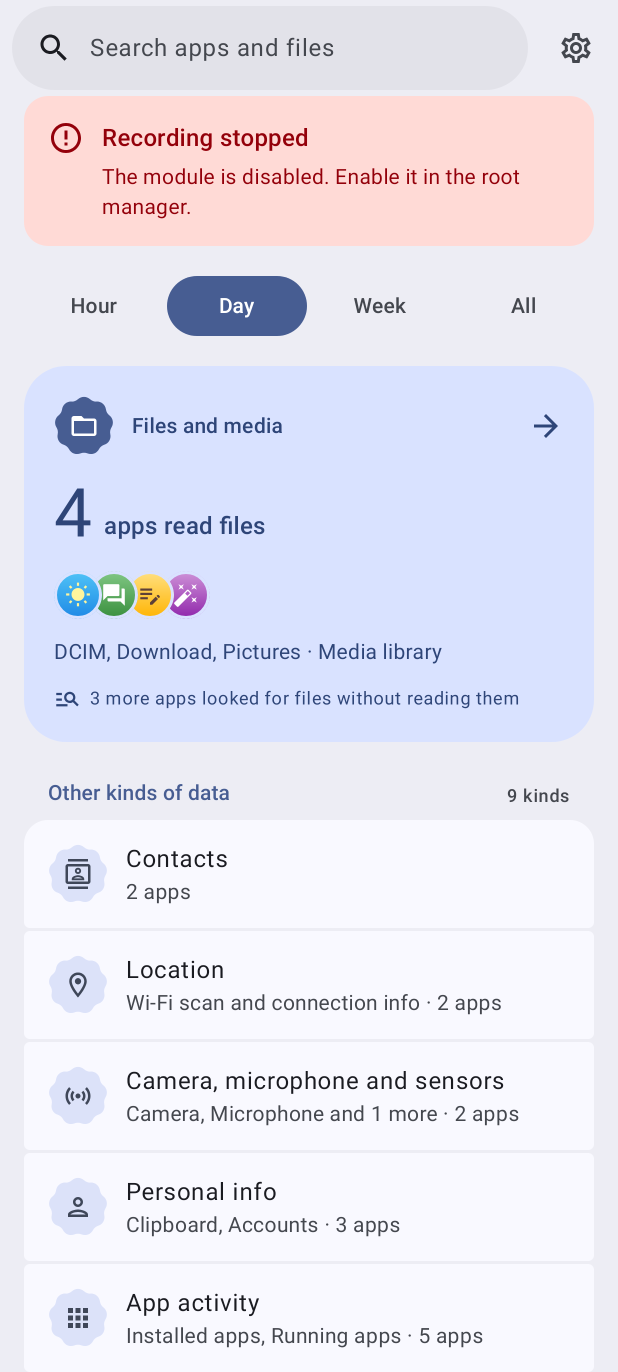 Search apps and files
Recording stopped
The module is disabled. Enable it in the root
manager.
Hour
Day
Week
All
Files and media
4 apps read files
DCIM, Download, Pictures · Media library
3 more apps looked for files without reading them
Other kinds of data
9 kinds
Contacts
2 apps
Location
Wi-Fi scan and connection info · 2 apps
Camera, microphone and sensors
Camera, Microphone and 1 more · 2 apps
Personal info
Clipboard, Accounts · 3 apps
App activity
Installed apps, Running apps · 5 apps